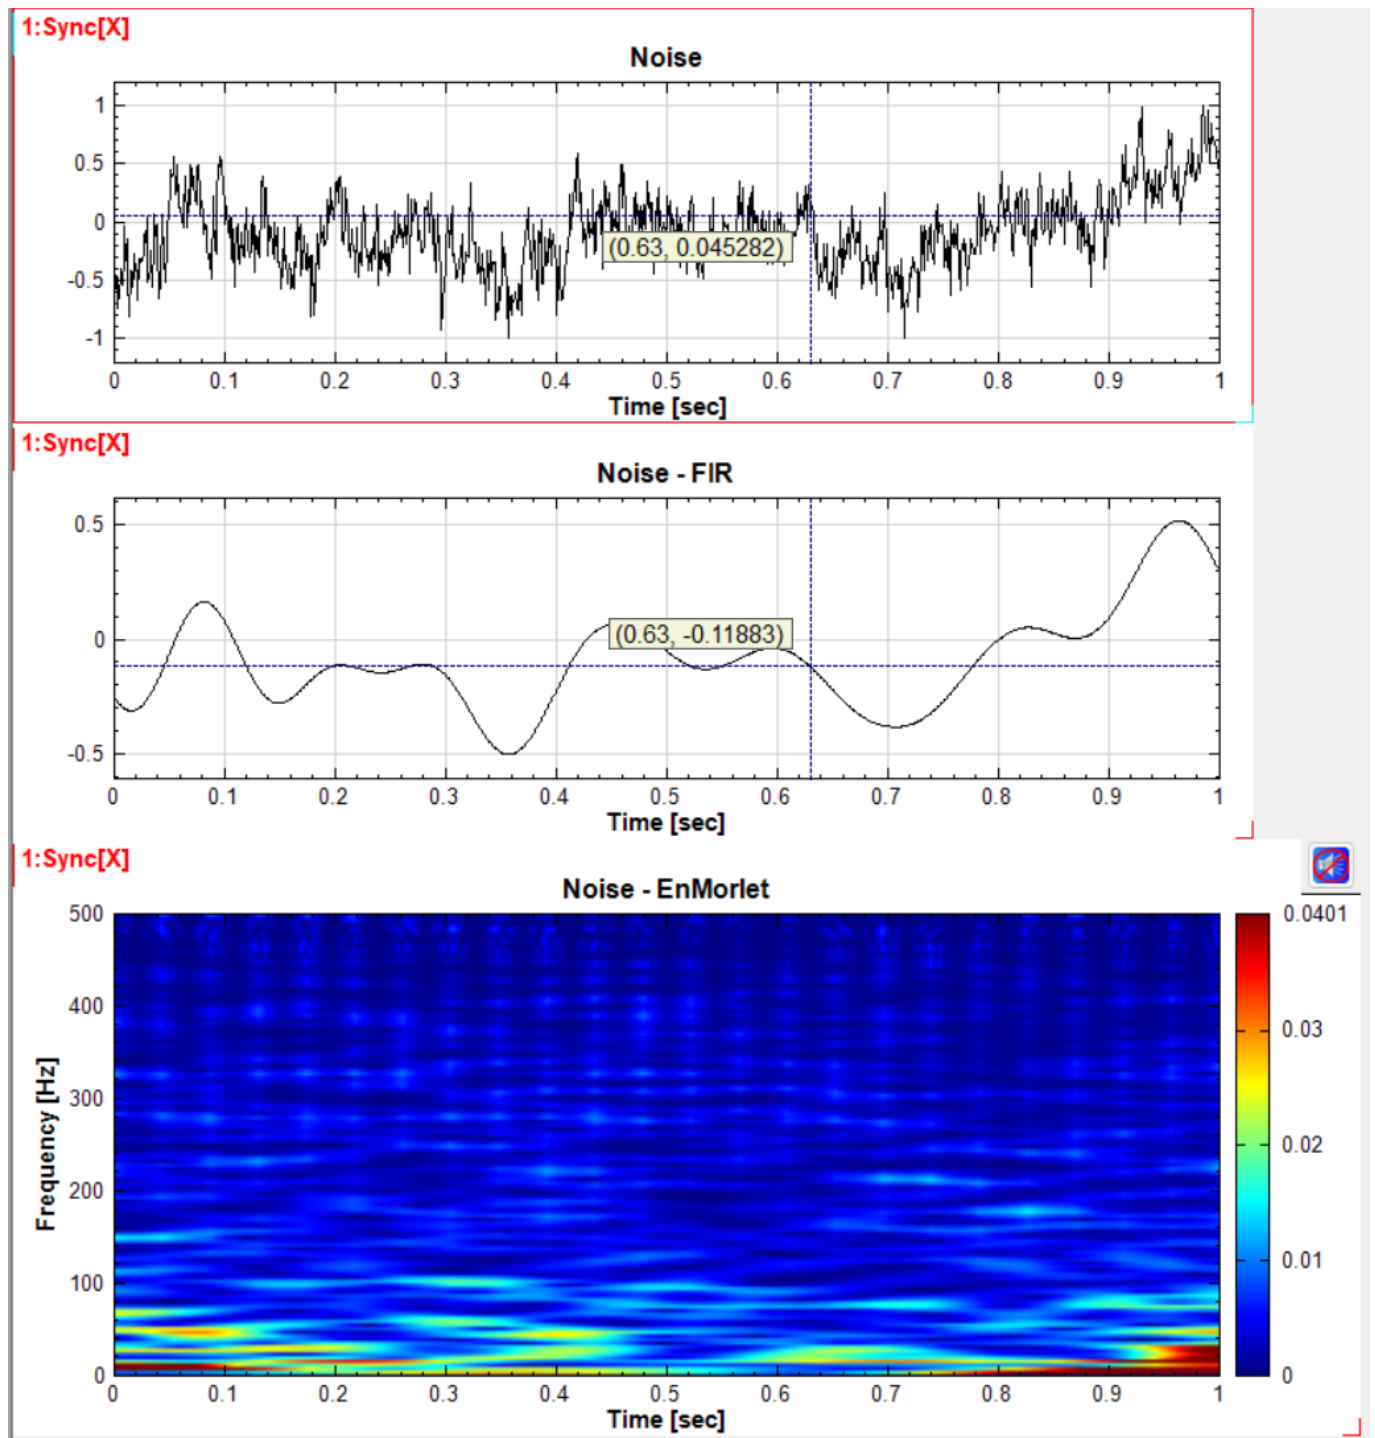 1:Sync[X]
Noise
1
0.5
0
-0.5
-1
(0.63, 0.045282)
0 0.1 0.2 0.3 0.4 0.5 0.6 0.7 0.8 0.9 1
Time [sec]
1:Sync[X]
Noise - FIR
0.5
0
-0.5
(0.63, -0.11883)
0 0.1 0.2 0.3 0.4 0.5 0.6 0.7 0.8 0.9 1
Time [sec]
1:Sync[X]
Noise - EnMorlet
500
400
300
200
100
0
Frequency [Hz]
0.0401
0.03
0.02
0.01
0
0 0.1 0.2 0.3 0.4 0.5 0.6 0.7 0.8 0.9 1
Time [sec]